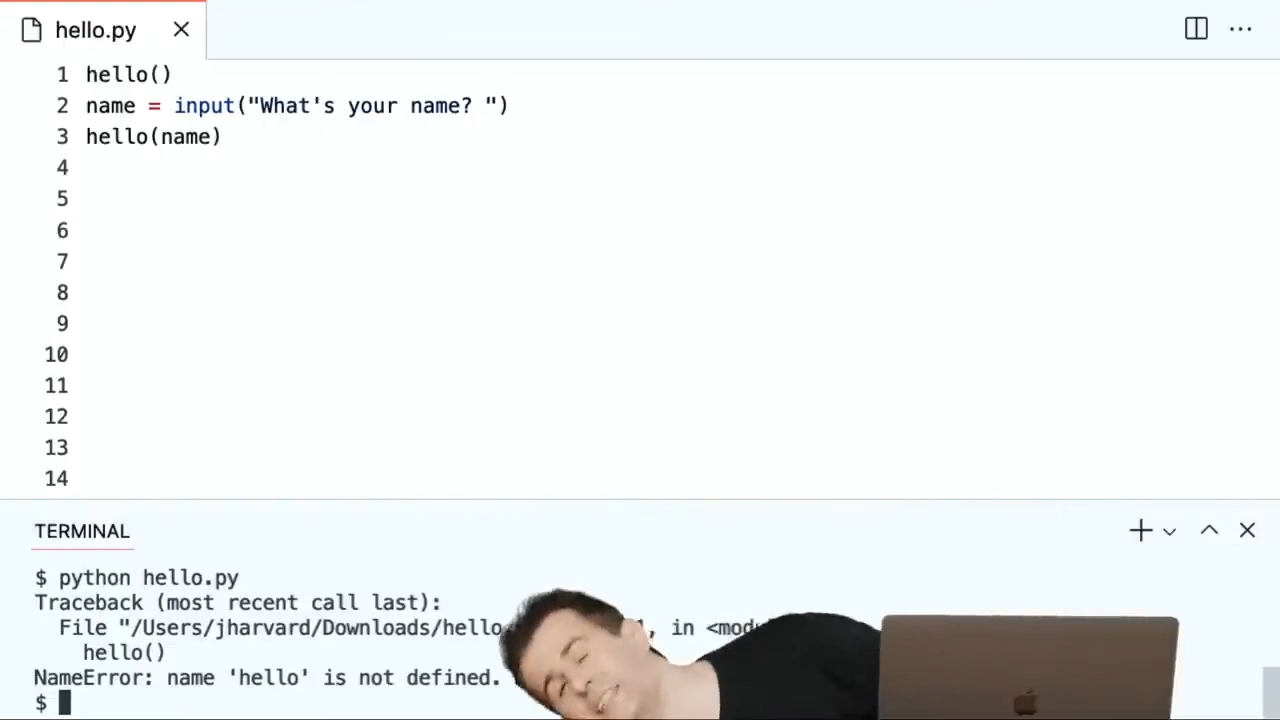 hello.py
1 hello()
2 name = input("What's your name? ")
3 hello(name)
4
5
6
7
8
9
10
11
12
13
14
TERMINAL
$ python hello.py
Traceback (most recent call last):
File "/Users/jharvard/Downloads/hello , in
hello()
NameError: name 'hello' is not defined.
$